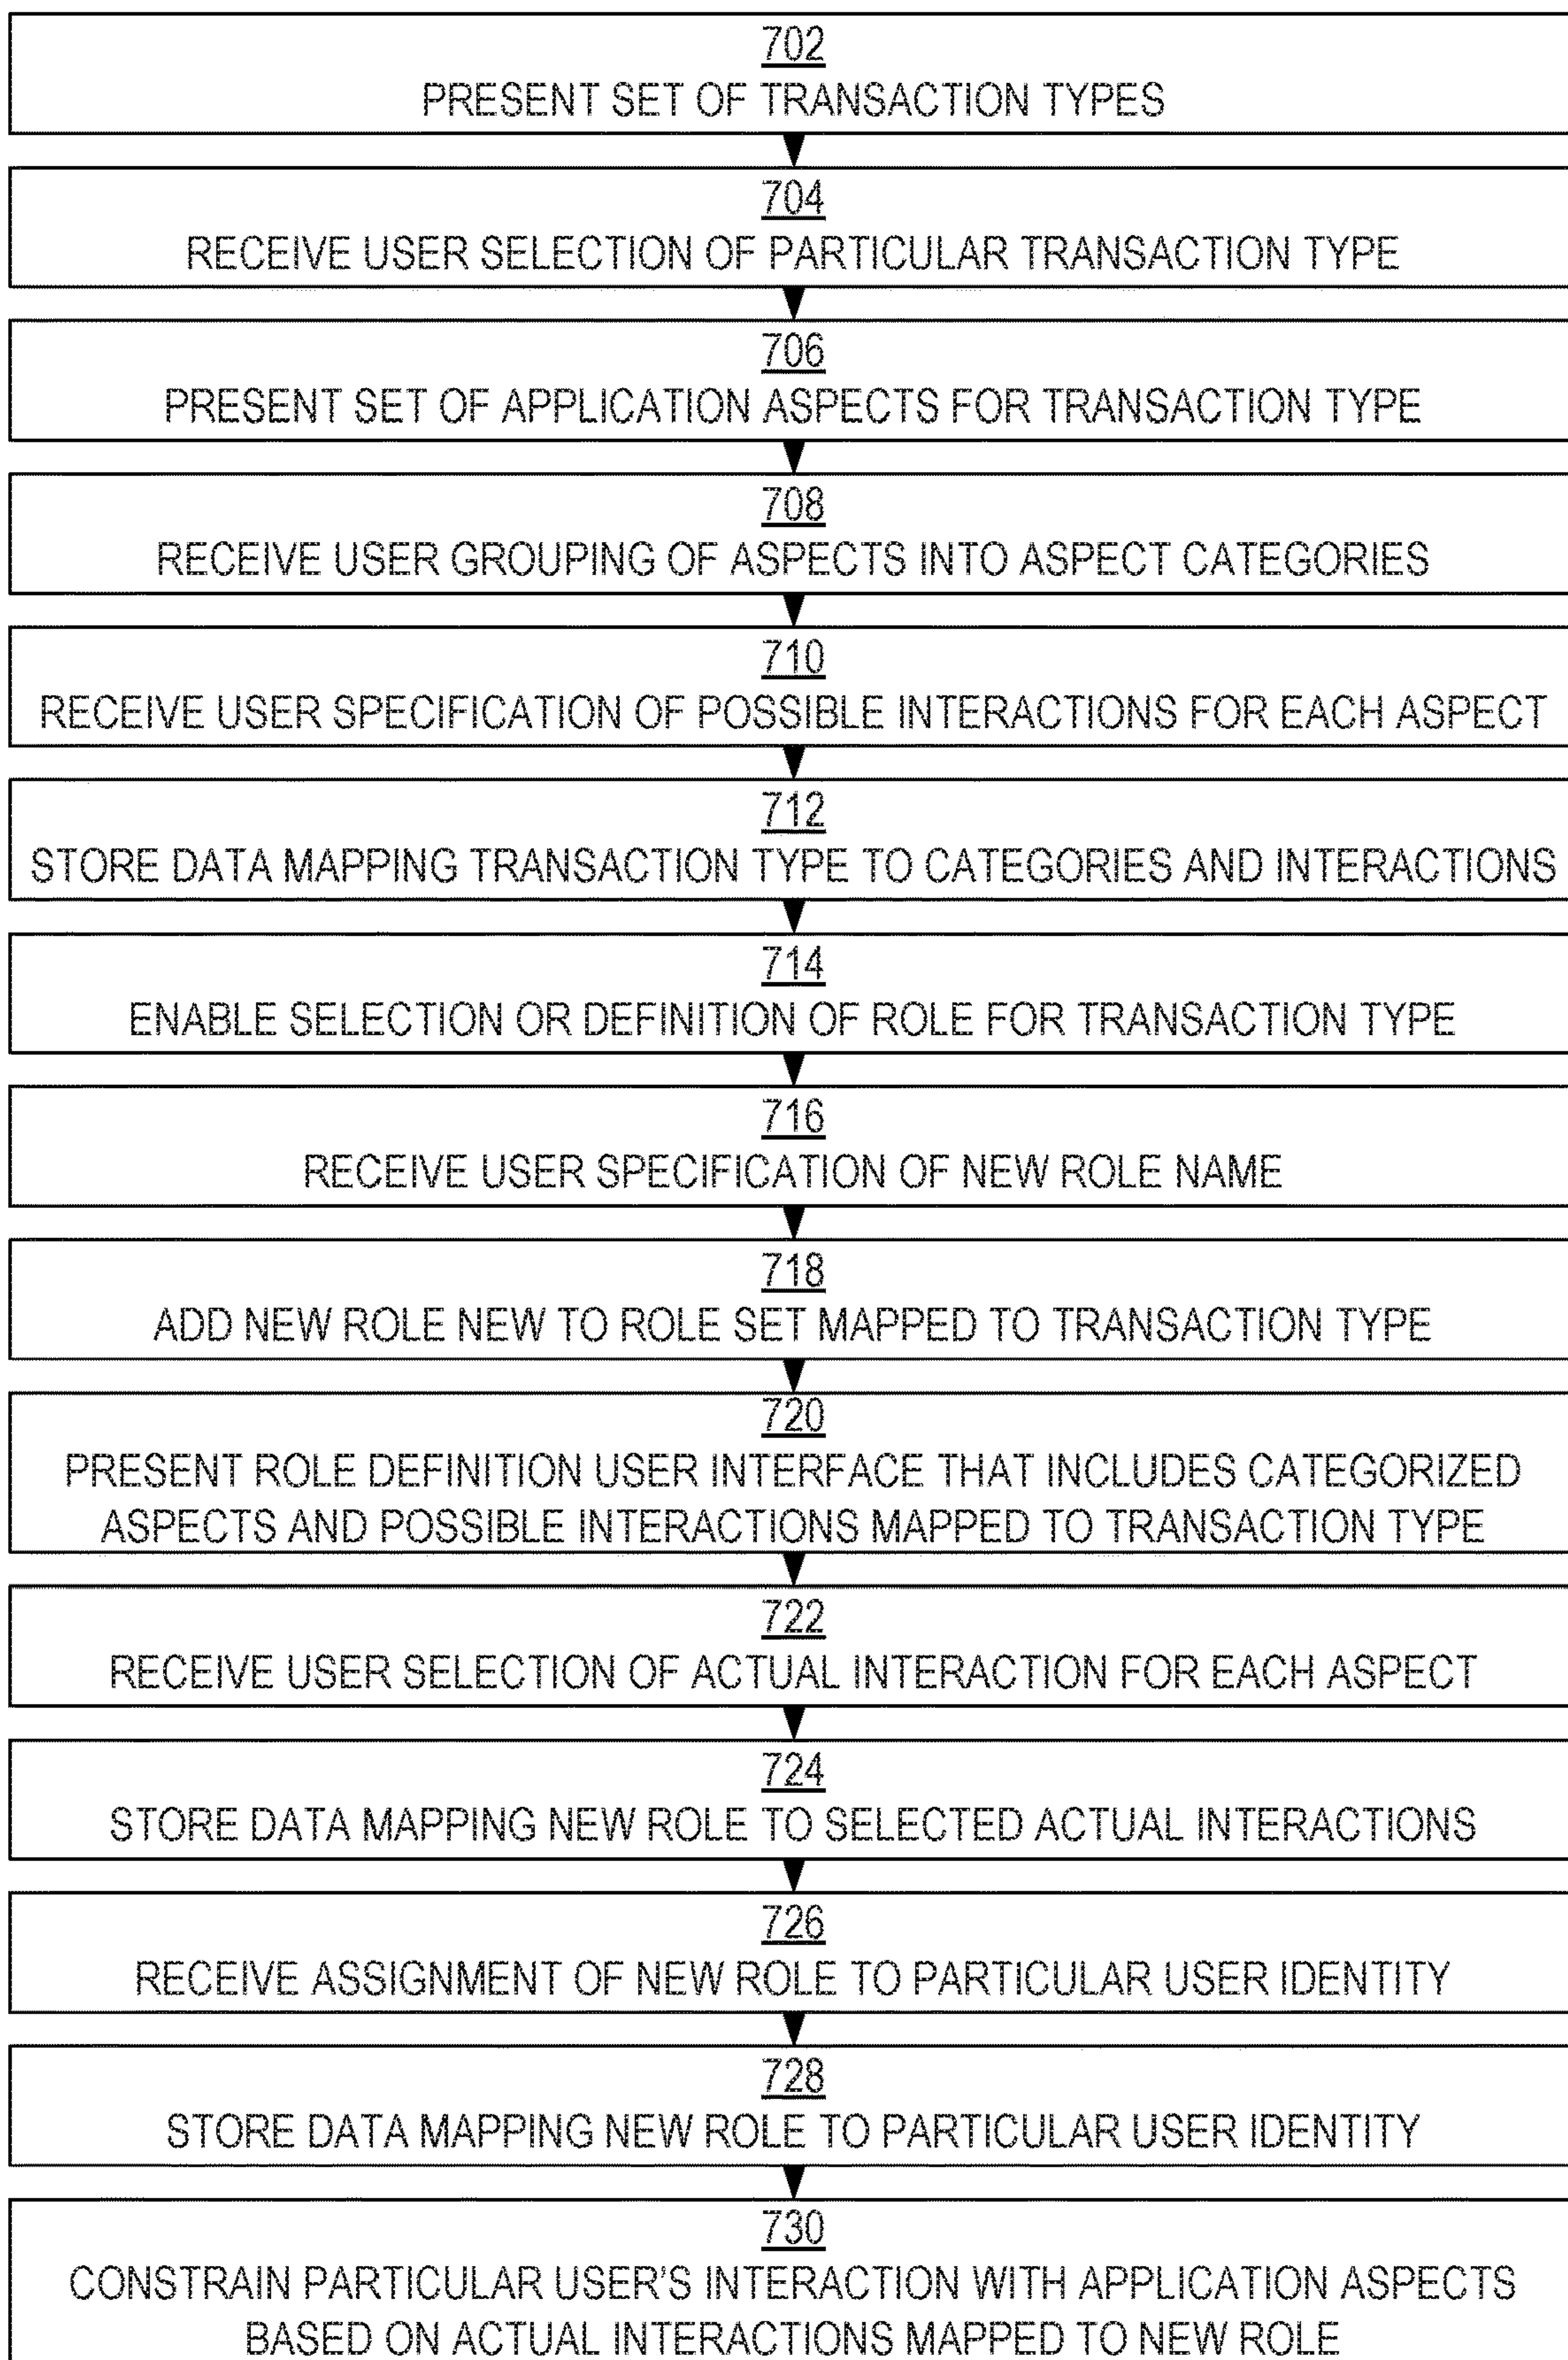 702
PRESENT SET OF TRANSACTION TYPES
704
RECEIVE USER SELECTION OF PARTICULAR TRANSACTION TYPE
706
PRESENT SET OF APPLICATION ASPECTS FOR TRANSACTION TYPE
708
RECEIVE USER GROUPING OF ASPECTS INTO ASPECT CATEGORIES
710
RECEIVE USER SPECIFICATION OF POSSIBLE INTERACTIONS FOR EACH ASPECT
712
STORE DATA MAPPING TRANSACTION TYPE TO CATEGORIES AND INTERACTIONS
714
ENABLE SELECTION OR DEFINITION OF ROLE FOR TRANSACTION TYPE
716
RECEIVE USER SPECIFICATION OF NEW ROLE NAME
718
ADD NEW ROLE NEW TO ROLE SET MAPPED TO TRANSACTION TYPE
720
PRESENT ROLE DEFINITION USER INTERFACE THAT INCLUDES CATEGORIZED
ASPECTS AND POSSIBLE INTERACTIONS MAPPED TO TRANSACTION TYPE
722
RECEIVE USER SELECTION OF ACTUAL INTERACTION FOR EACH ASPECT
724
STORE DATA MAPPING NEW ROLE TO SELECTED ACTUAL INTERACTIONS
726
RECEIVE ASSIGNMENT OF NEW ROLE TO PARTICULAR USER IDENTITY
728
STORE DATA MAPPING NEW ROLE TO PARTICULAR USER IDENTITY
730
CONSTRAIN PARTICULAR USER'S INTERACTION WITH APPLICATION ASPECTS
BASED ON ACTUAL INTERACTIONS MAPPED TO NEW ROLE